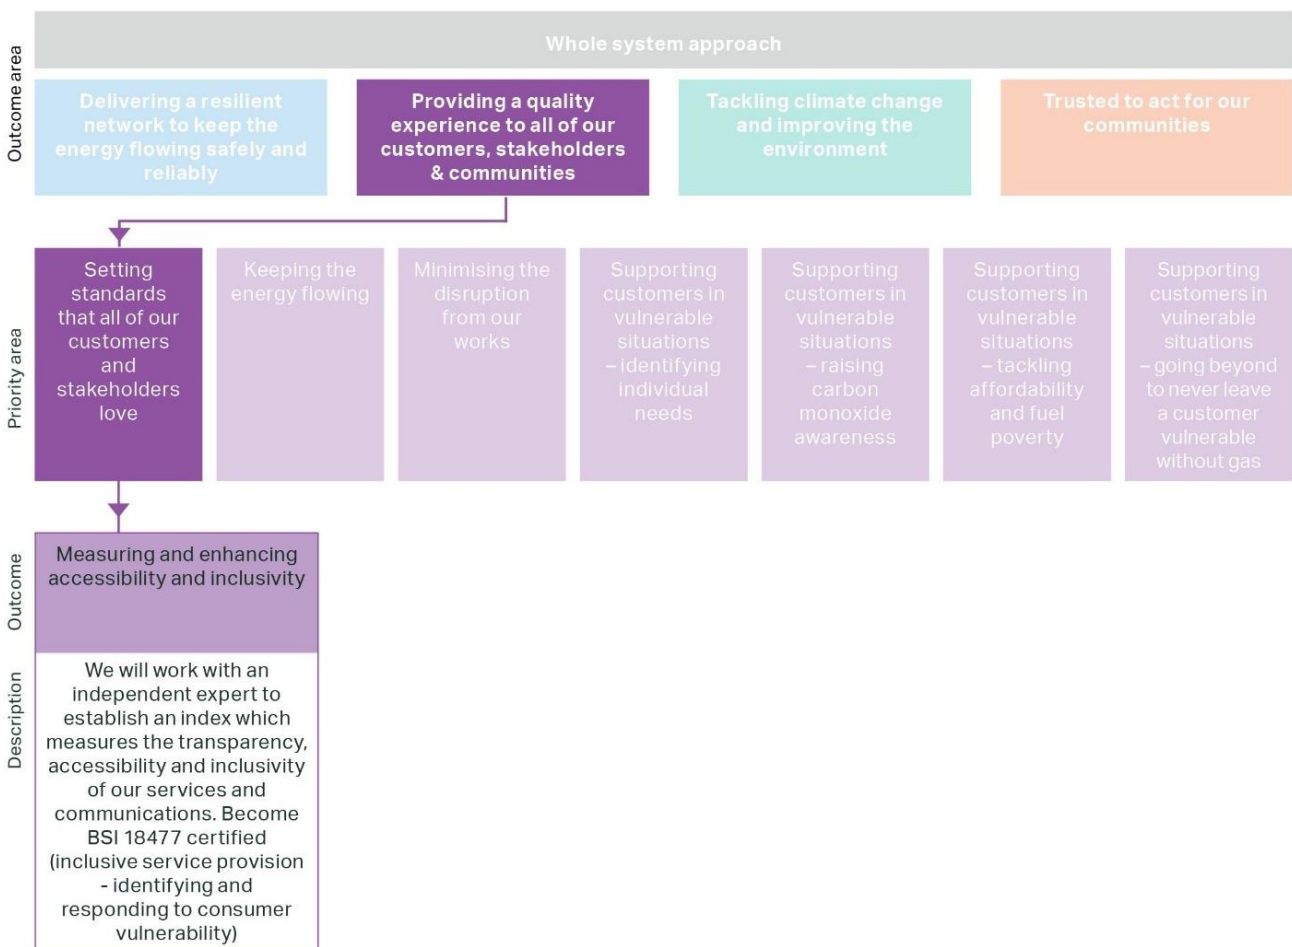 Outcome area
Whole system approach
Delivering a resilient
network to keep the
energy flowing safely and
reliably
Providing a quality
experience to all of our
customers, stakeholders
& communities
Tackling climate change
and improving the
environment
Trusted to act for our
communities
Priority area
Setting
standards
that all of our
customers
and
stakeholders
love
Keeping the
energy flowing
Minimising the
disruption
from our
works
Supporting
customers in
vulnerable
situations
– identifying
individual
needs
Supporting
customers in
vulnerable
situations
– raising
carbon
monoxide
awareness
Supporting
customers in
vulnerable
situations
– tackling
affordability
and fuel
poverty
Supporting
customers in
vulnerable
situations
– going beyond
to never leave
a customer
vulnerable
without gas
Outcome
Measuring and enhancing
accessibility and inclusivity
Description
We will work with an
independent expert to
establish an index which
measures the transparency,
accessibility and inclusivity
of our services and
communications. Become
BSI 18477 certified
(inclusive service provision
- identifying and
responding to consumer
vulnerability)